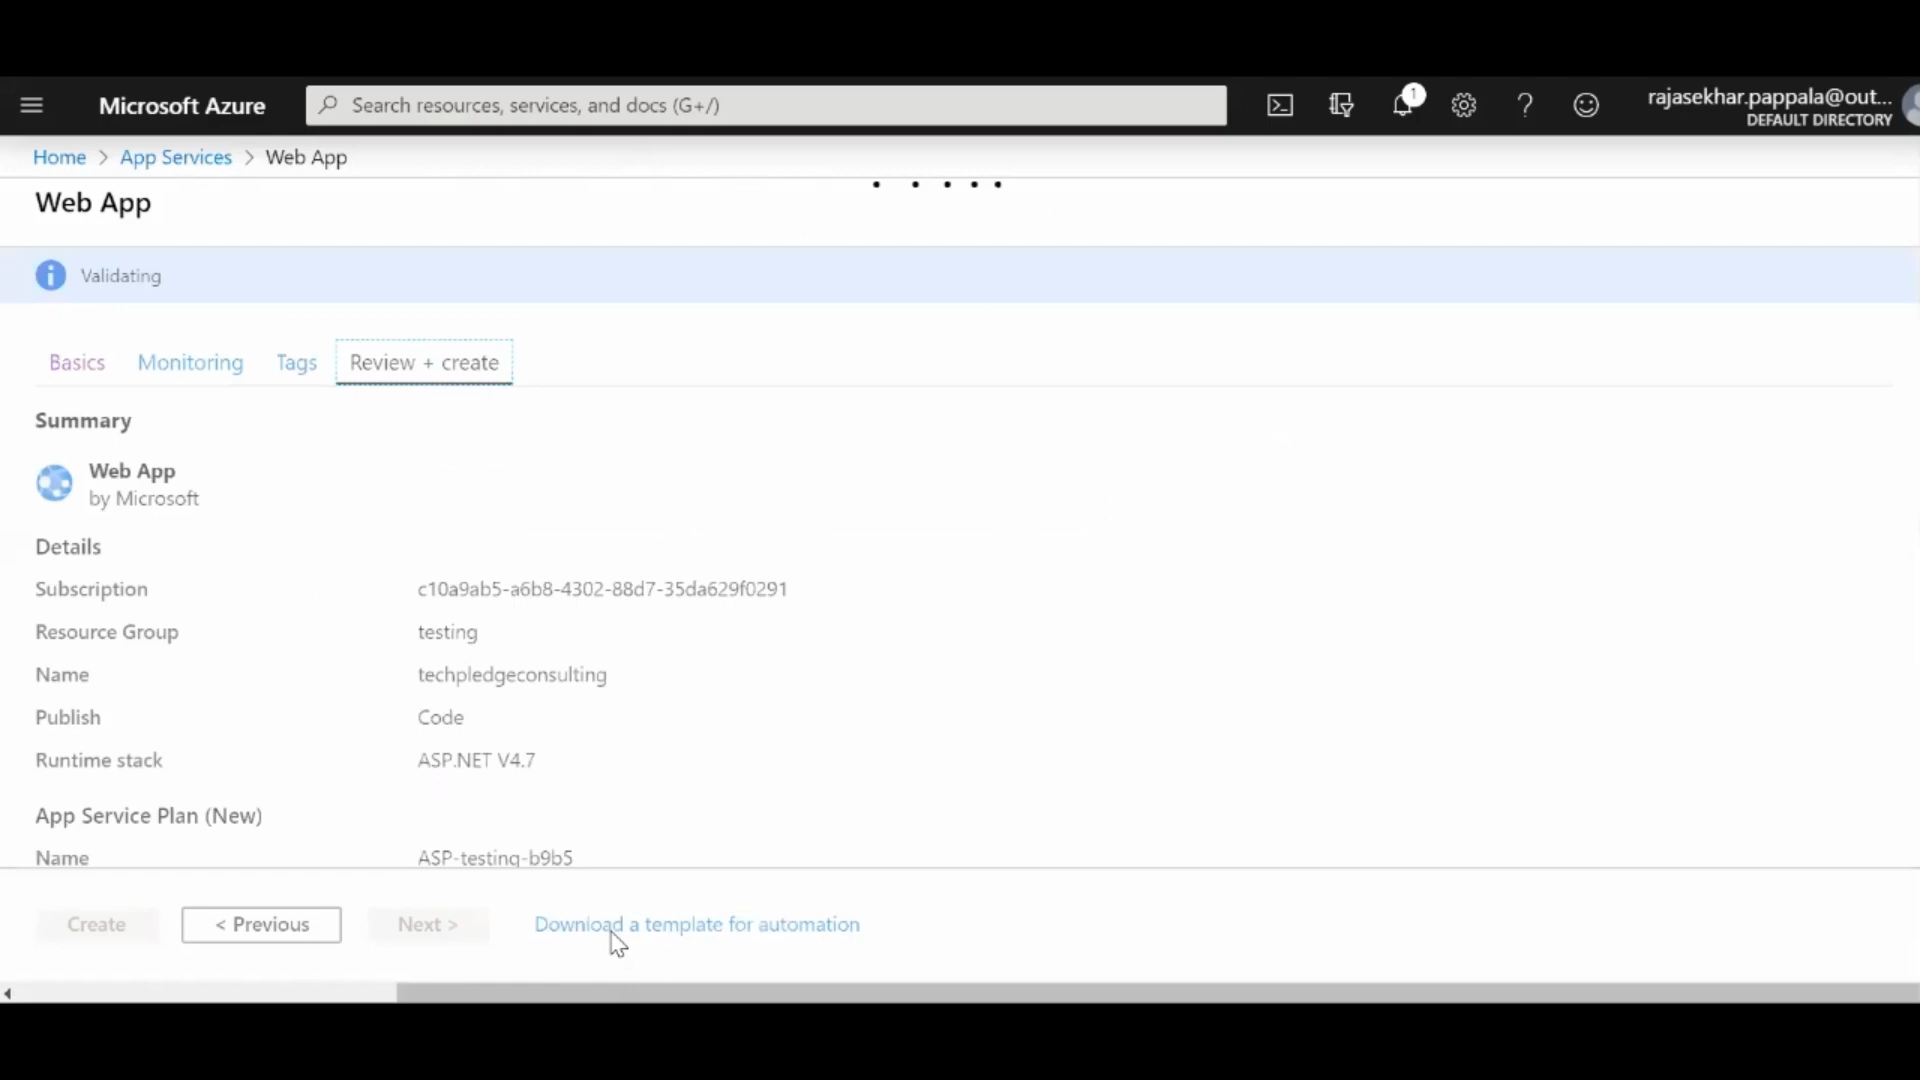 Microsoft Azure
Search resources, services, and docs (G+/)
1
rajasekhar.pappala@out...
DEFAULT DIRECTORY
Home > App Services > Web App
Web App
Validating
Basics Monitoring Tags Review + create
Summary
Web App
by Microsoft
Details
Subscription c10a9ab5-a6b8-4302-88d7-35da629f0291
Resource Group testing
Name techpledgeconsulting
Publish Code
Runtime stack ASP.NET V4.7
App Service Plan (New)
Name ASP-testing-b9b5
Create < Previous Next > Download a template for automation